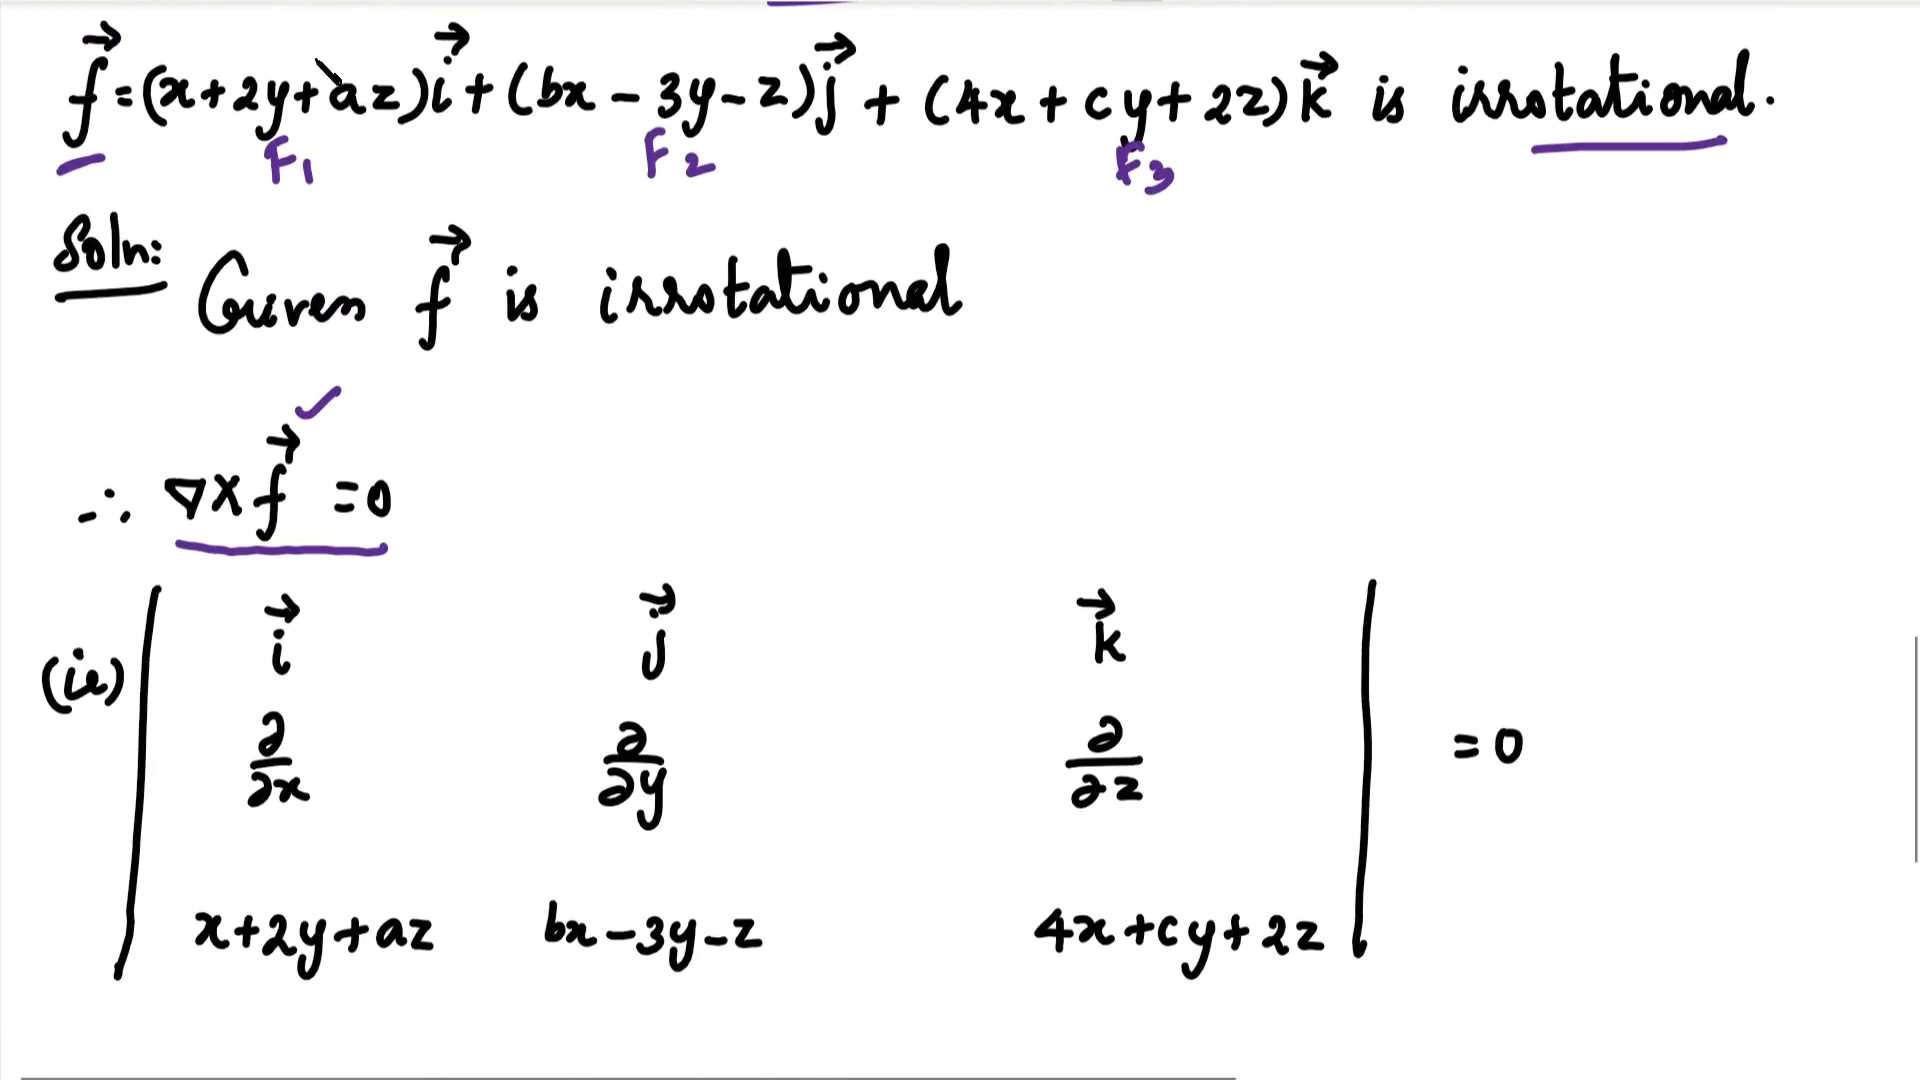 f⃗ = (x+2y+az)i⃗ + (bx-3y-z)j⃗ + (4x+cy+2z)k⃗ is irrotational.
F1 F2 F3
Soln:
Given f⃗ is irrotational
∴ ∇×f⃗ =0 ✓
(ie) | i⃗ j⃗ k⃗ |
| ∂/∂x ∂/∂y ∂/∂z | =0
| x+2y+az bx-3y-z 4x+cy+2z |